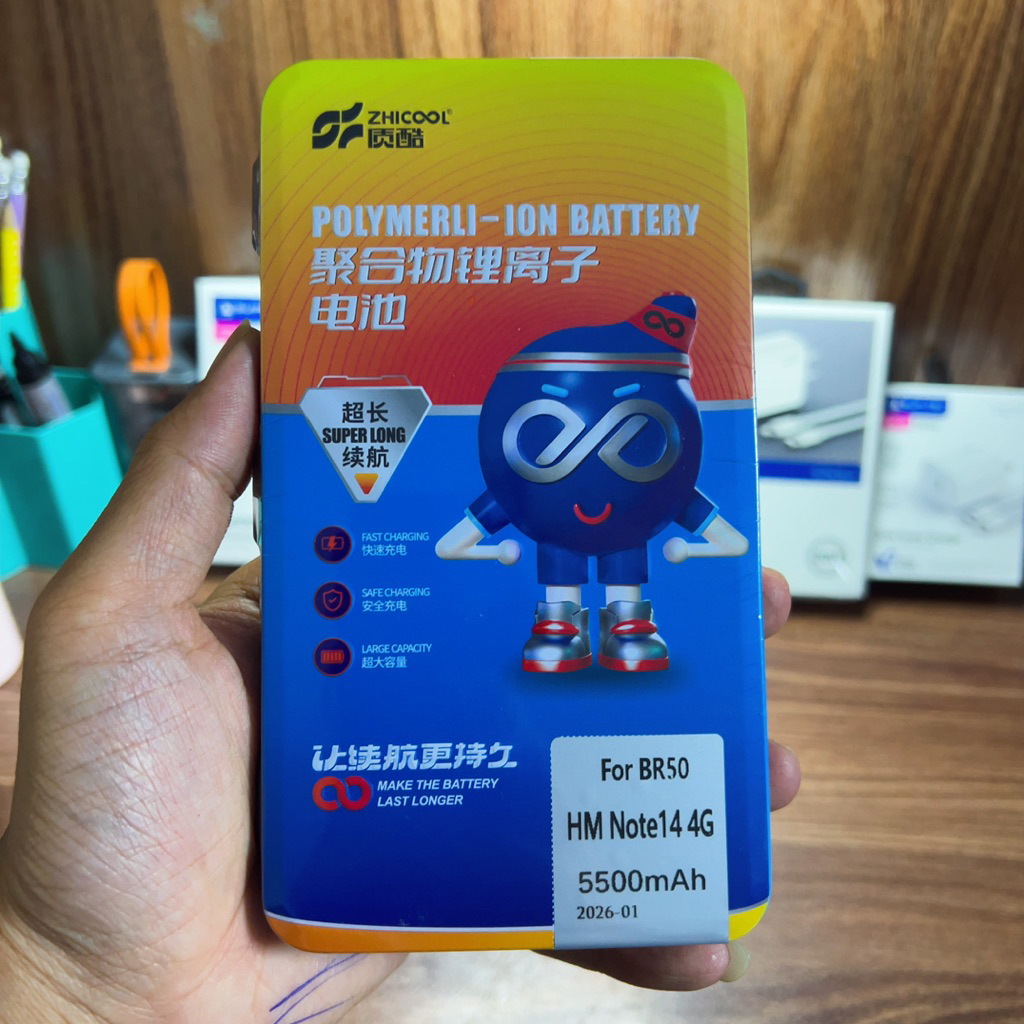 ZHICOOL®
质酷
POLYMERLI-ION BATTERY
聚合物锂离子
电池
超长
SUPER LONG
续航
FAST CHARGING
快速充电
SAFE CHARGING
安全充电
LARGE CAPACITY
超大容量
让续航更持久
MAKE THE BATTERY
LAST LONGER
For BR50
HM Note14 4G
5500mAh
2026-01